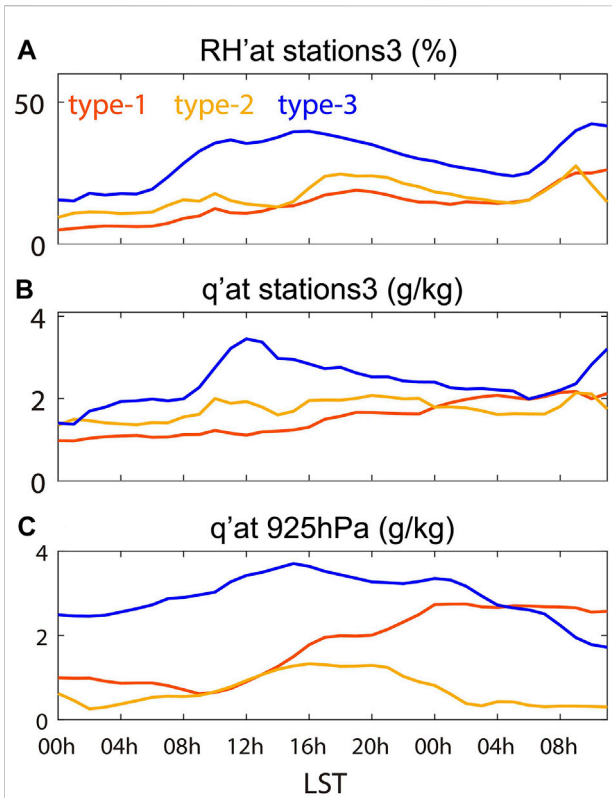 A
RH'at stations3 (%)
50
type-1 type-2 type-3
0
B
q'at stations3 (g/kg)
4
2
0
C
q'at 925hPa (g/kg)
4
2
0
00h 04h 08h 12h 16h 20h 00h 04h 08h
LST